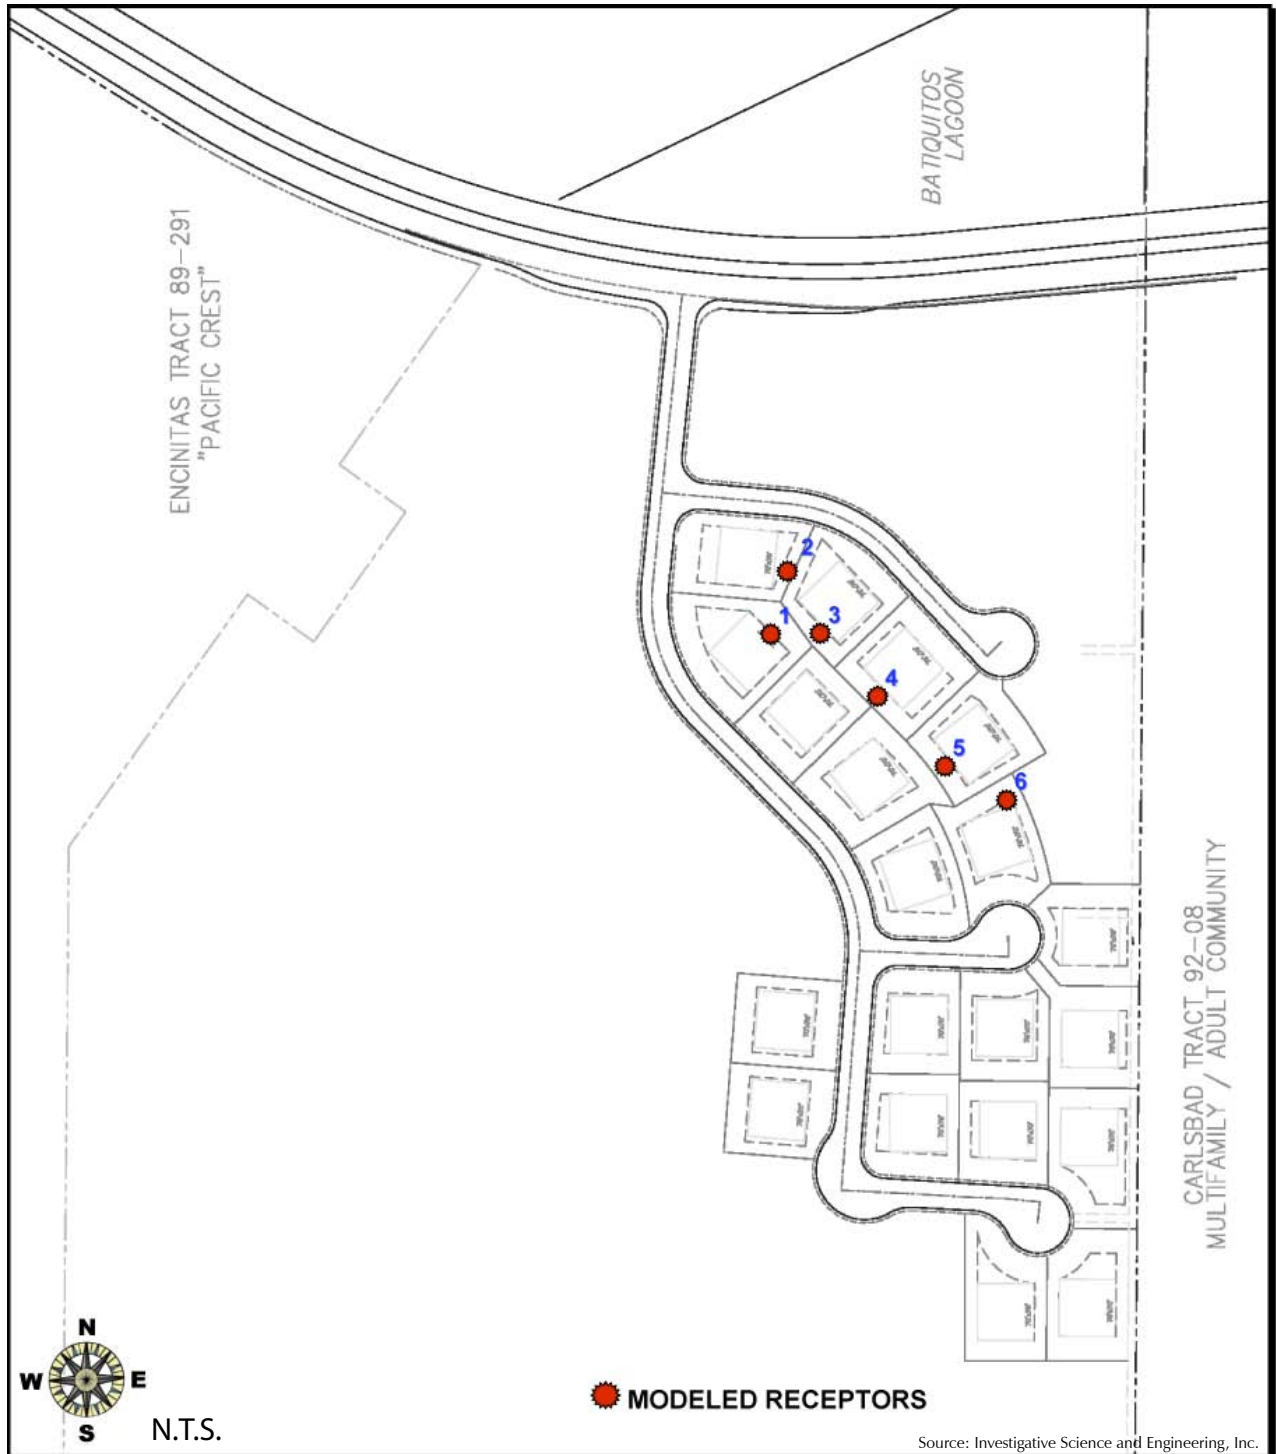 BATIQUITOS
LAGOON
ENCINITAS TRACT 89-291
"PACIFIC CREST"
2
1
3
4
5
6
CARLSBAD TRACT 92-08
MULTIFAMILY / ADULT COMMUNITY
N
W
E
S
N.T.S.
MODELED RECEPTORS
Source: Investigative Science and Engineering, Inc.